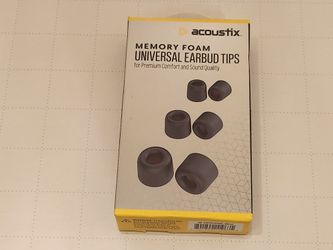 acoustix
MEMORY FOAM
UNIVERSAL EARBUD TIPS
for Premium Comfort and Sound Quality